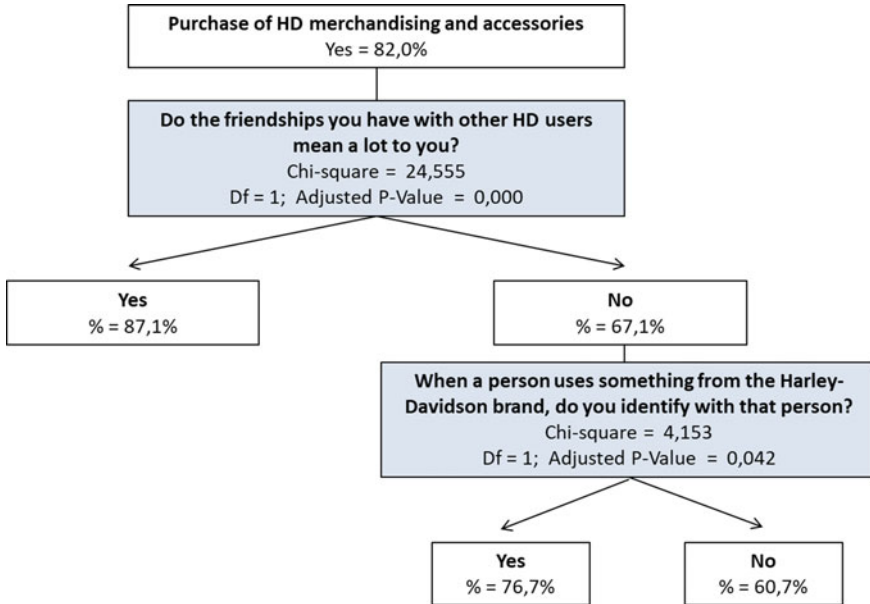 Purchase of HD merchandising and accessories
Yes = 82,0%
Do the friendships you have with other HD users
mean a lot to you?
Chi-square = 24,555
Df = 1; Adjusted P-Value = 0,000
Yes
% = 87,1%
No
% = 67,1%
When a person uses something from the Harley-
Davidson brand, do you identify with that person?
Chi-square = 4,153
Df = 1; Adjusted P-Value = 0,042
Yes
% = 76,7%
No
% = 60,7%